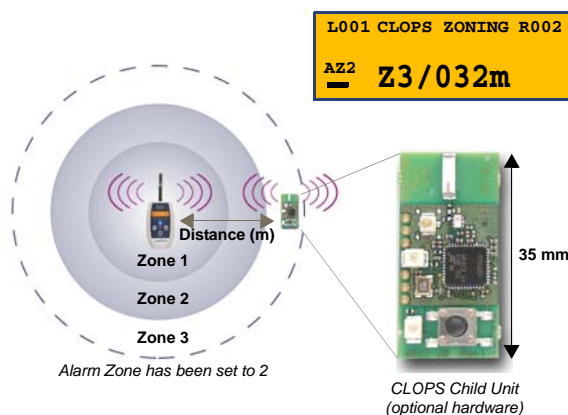 L001 CLOPS ZONING R002
AZ2 Z3/032m
Distance (m)
Zone 1
Zone 2
Zone 3
Alarm Zone has been set to 2
35 mm
CLOPS Child Unit
(optional hardware)